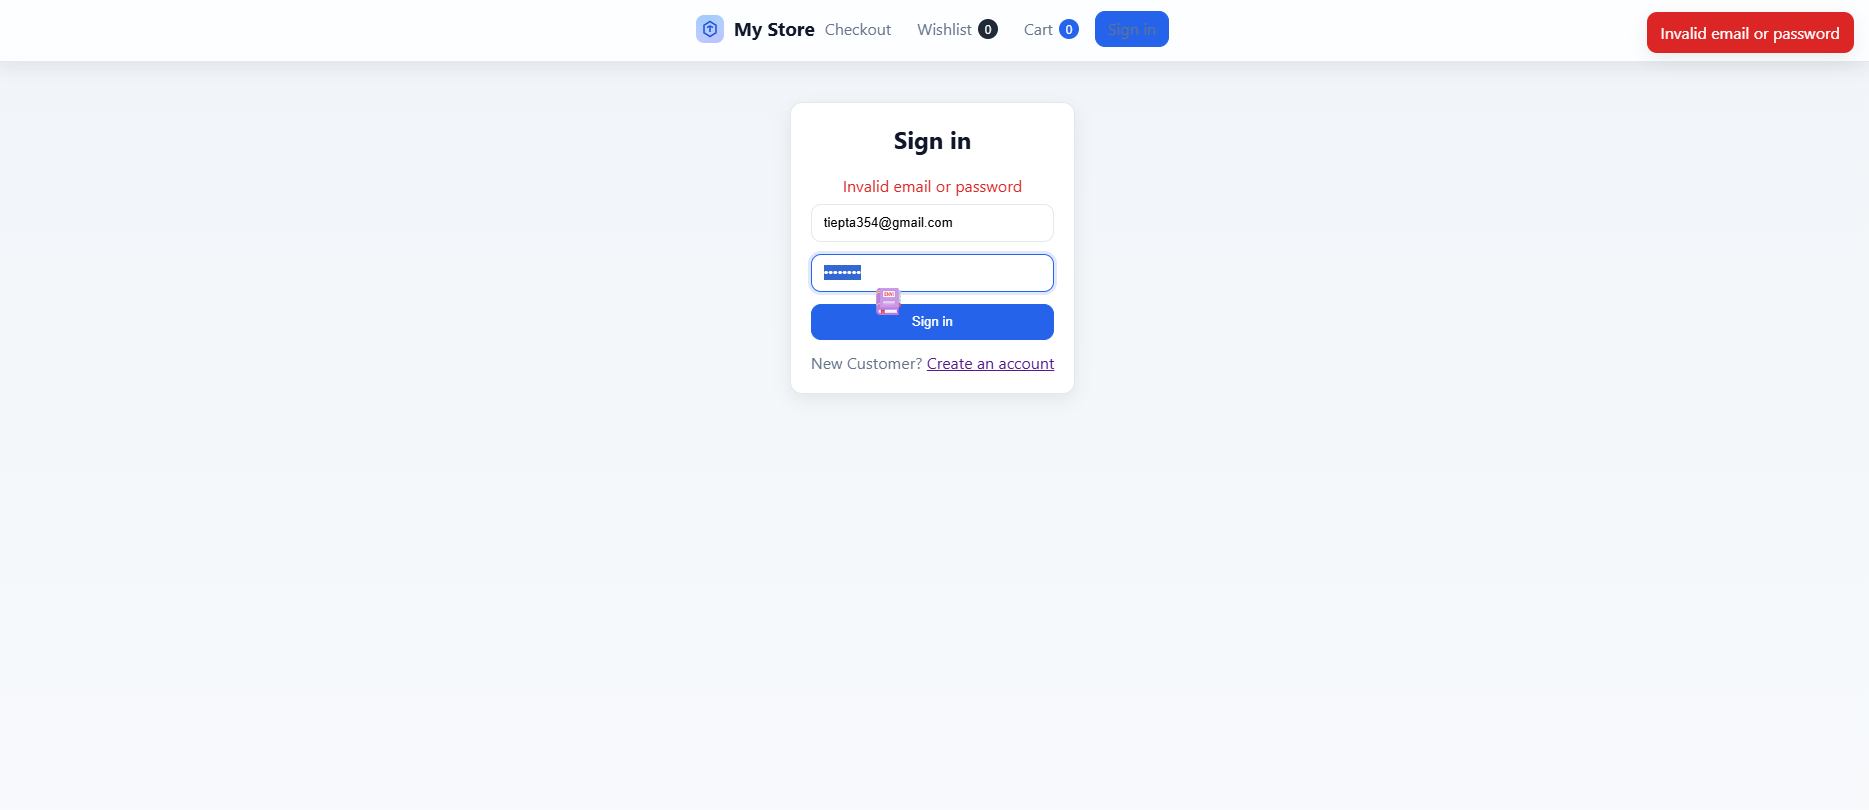 My Store Checkout Wishlist 0 Cart 0 Sign in
Invalid email or password
Sign in
Invalid email or password
tiepta354@gmail.com
••••••••
Sign in
New Customer? Create an account